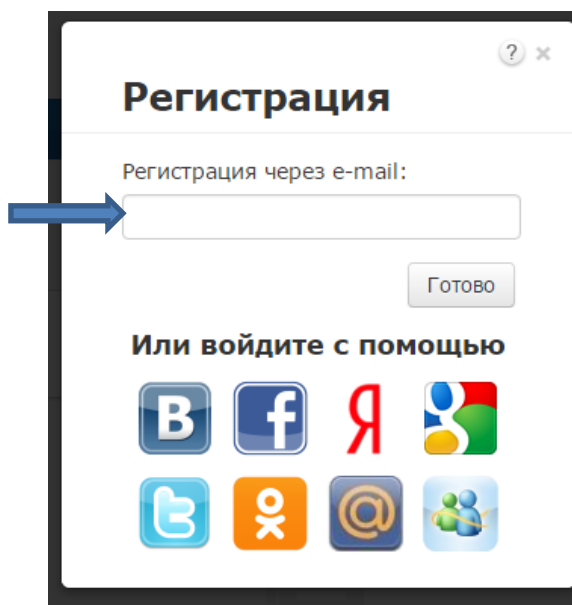 ? ×
Регистрация
Регистрация через e-mail:
Готово
Или войдите с помощью
В f Я g
t @